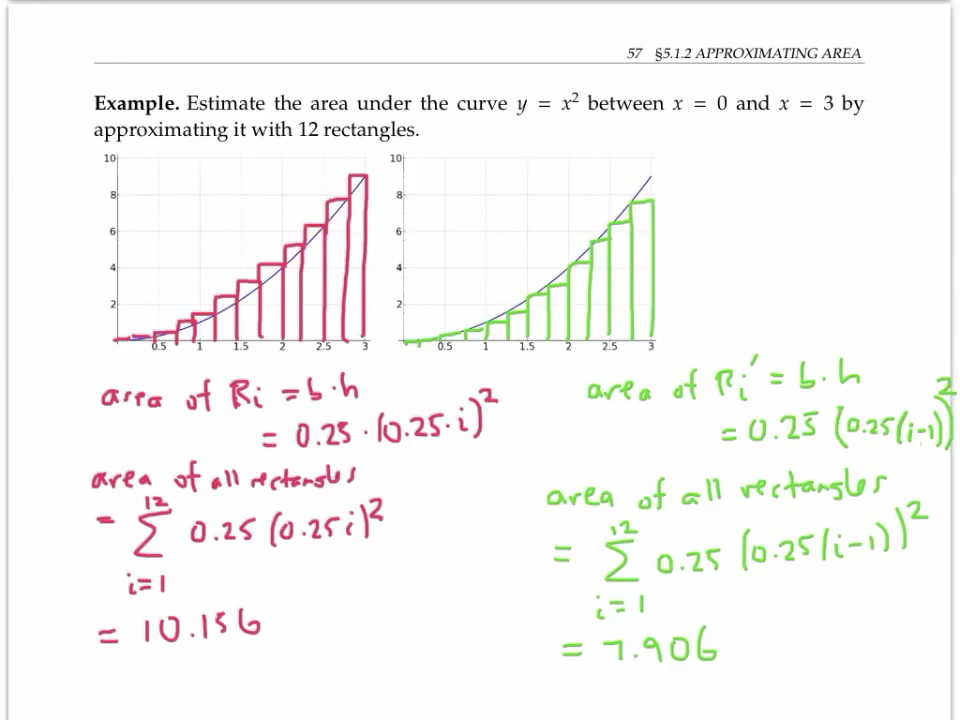 57 §5.1.2 APPROXIMATING AREA
Example. Estimate the area under the curve y = x² between x = 0 and x = 3 by
approximating it with 12 rectangles.
10
8
6
4
2
0.5 1 1.5 2 2.5 3
10
8
6
4
2
0.5 1 1.5 2 2.5 3
area of Ri = b·h
= 0.25 · (0.25·i)²
area of all rectangles
= 12 Σ i=1 0.25 (0.25i)²
= 10.156
area of Ri′ = b·h
= 0.25 (0.25(i-1))²
area of all rectangles
= 12 Σ i=1 0.25 (0.25(i-1))²
= 7.906